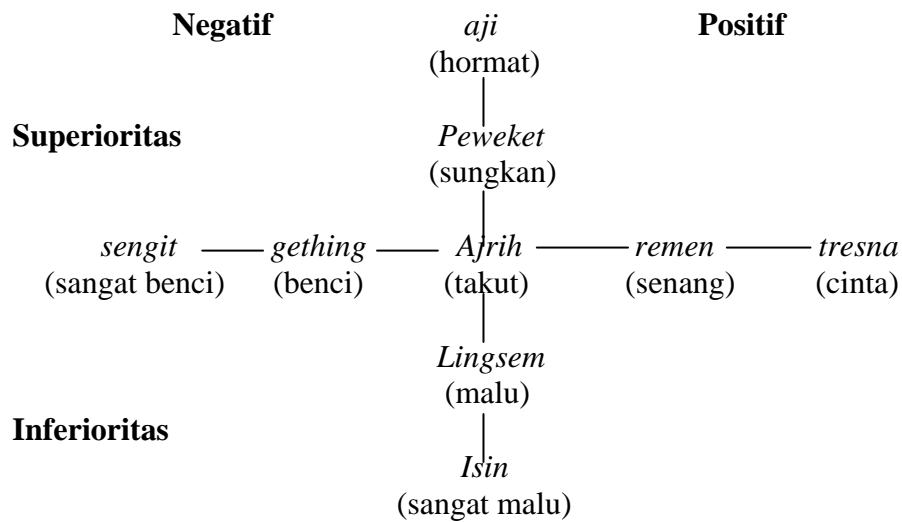 Negatif aji Positif
(hormat)
Superioritas Peweket
(sungkan)
sengit gething Ajrih remen tresna
(sangat benci) (benci) (takut) (senang) (cinta)
Lingsem
(malu)
Inferioritas
Isin
(sangat malu)